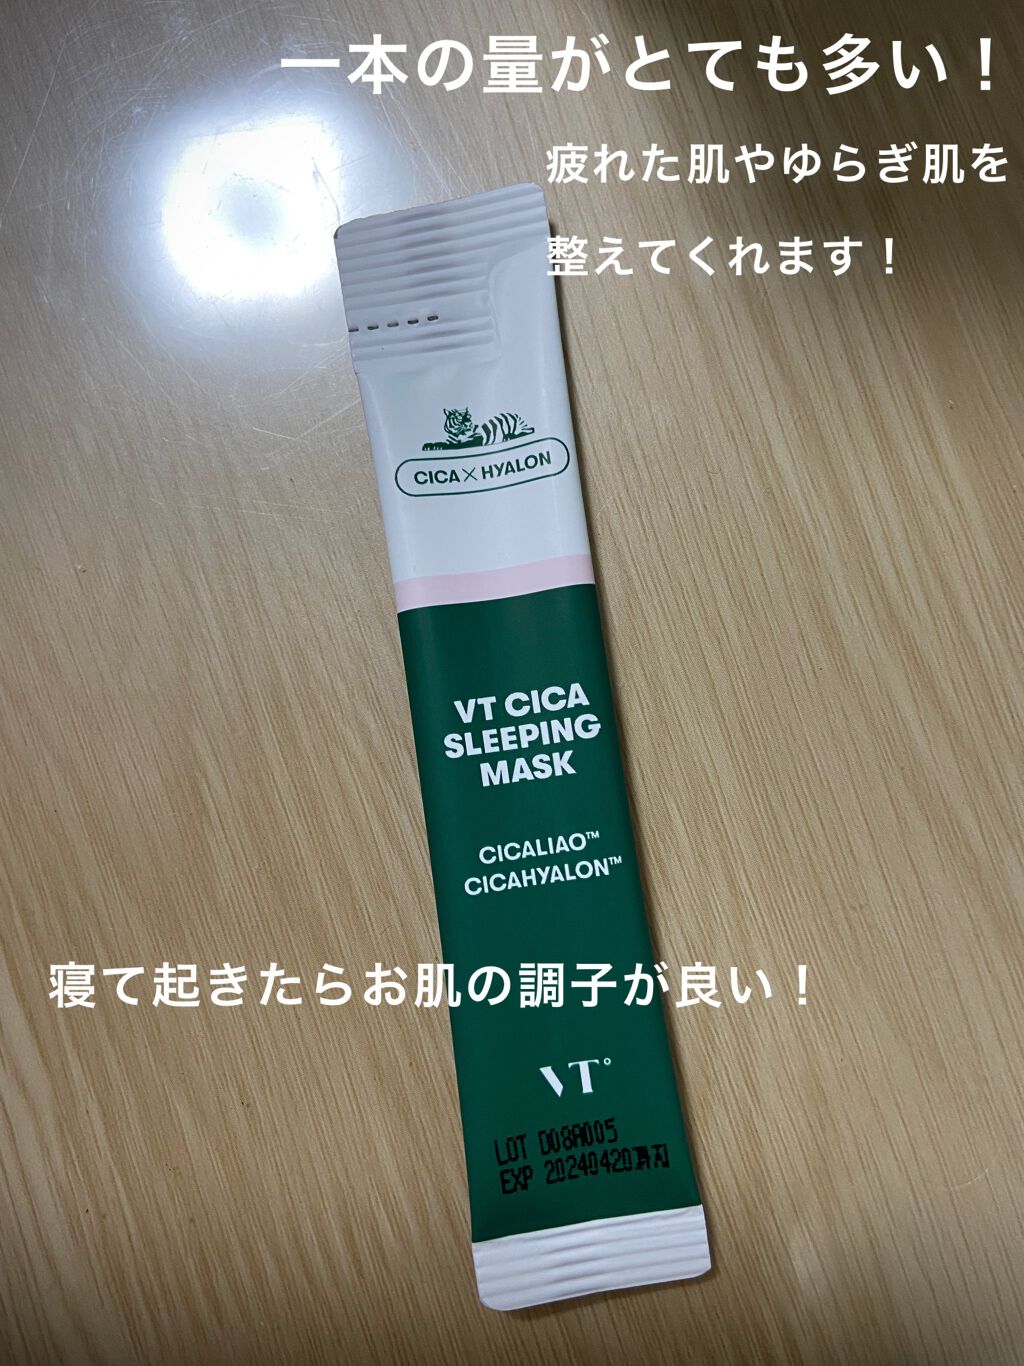 一本の量がとても多い！
疲れた肌やゆらぎ肌を
整えてくれます！
CICA×HYALON
VT CICA
SLEEPING
MASK
CICALIAO™
CICAHYALON™
寝て起きたらお肌の調子が良い！
VT°
LOT D08A005
EXP 20240420까지